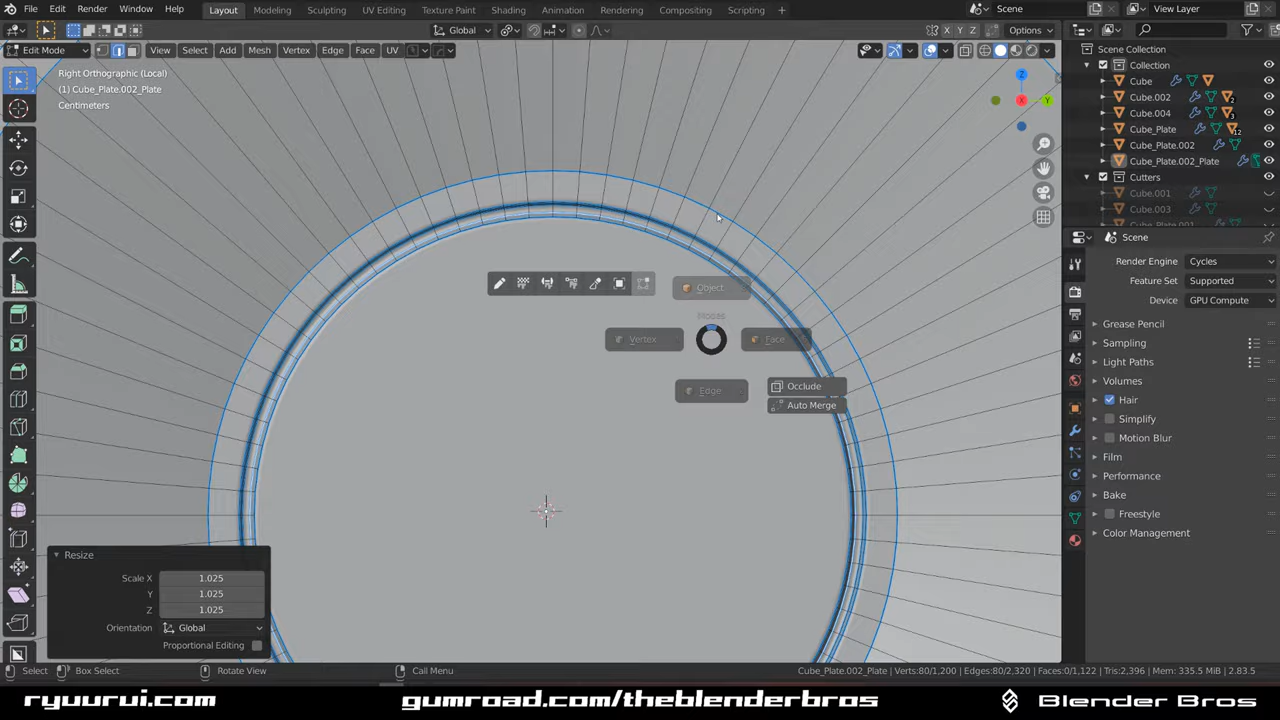 File Edit Render Window Help Layout Modeling Sculpting UV Editing Texture Paint Shading Animation Rendering Compositing Scripting + Scene View Layer
Global Options
X Y Z
Edit Mode View Select Add Mesh Vertex Edge Face UV
Right Orthographic (Local)
(1) Cube_Plate.002_Plate
Centimeters
Z
X
Y
Scene Collection
Collection
Cube
Cube.002 2
Cube.004 3
Cube_Plate 12
Cube_Plate.002
Cube_Plate.002_Plate
Cutters
Cube.001
Cube.003
Scene
Render Engine Cycles
Feature Set Supported
Device GPU Compute
Grease Pencil
Sampling
Light Paths
Volumes
Hair
Simplify
Motion Blur
Film
Performance
Bake
Freestyle
Color Management
Object
Modes
Vertex
Face
Edge
Occlude
Auto Merge
Resize
Scale X 1.025
Y 1.025
Z 1.025
Orientation Global
Proportional Editing
Select Box Select Rotate View Call Menu Cube_Plate.002_Plate | Verts:80/1,200 | Edges:80/2,320 | Faces:0/1,122 | Tris:2,396 | Mem: 335.5 MiB | 2.83.5
ryuurui.com gumroad.com/theblenderbros Blender Bros